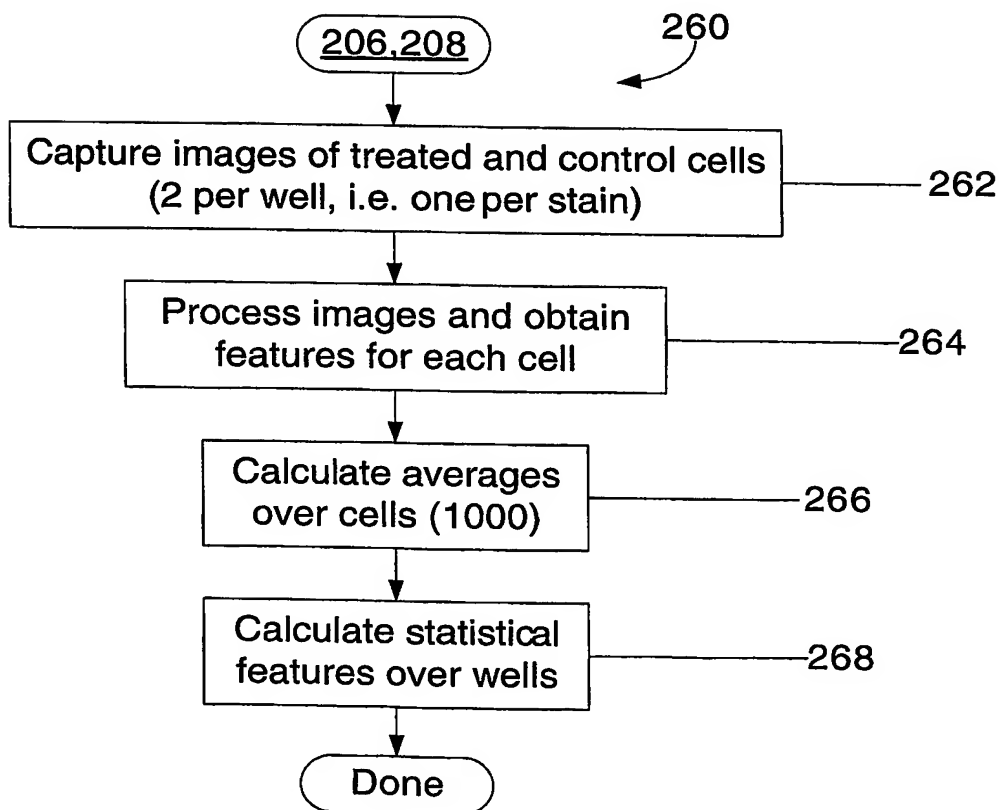 206,208
260
Capture images of treated and control cells
(2 per well, i.e. one per stain)
262
Process images and obtain
features for each cell
264
Calculate averages
over cells (1000)
266
Calculate statistical
features over wells
268
Done